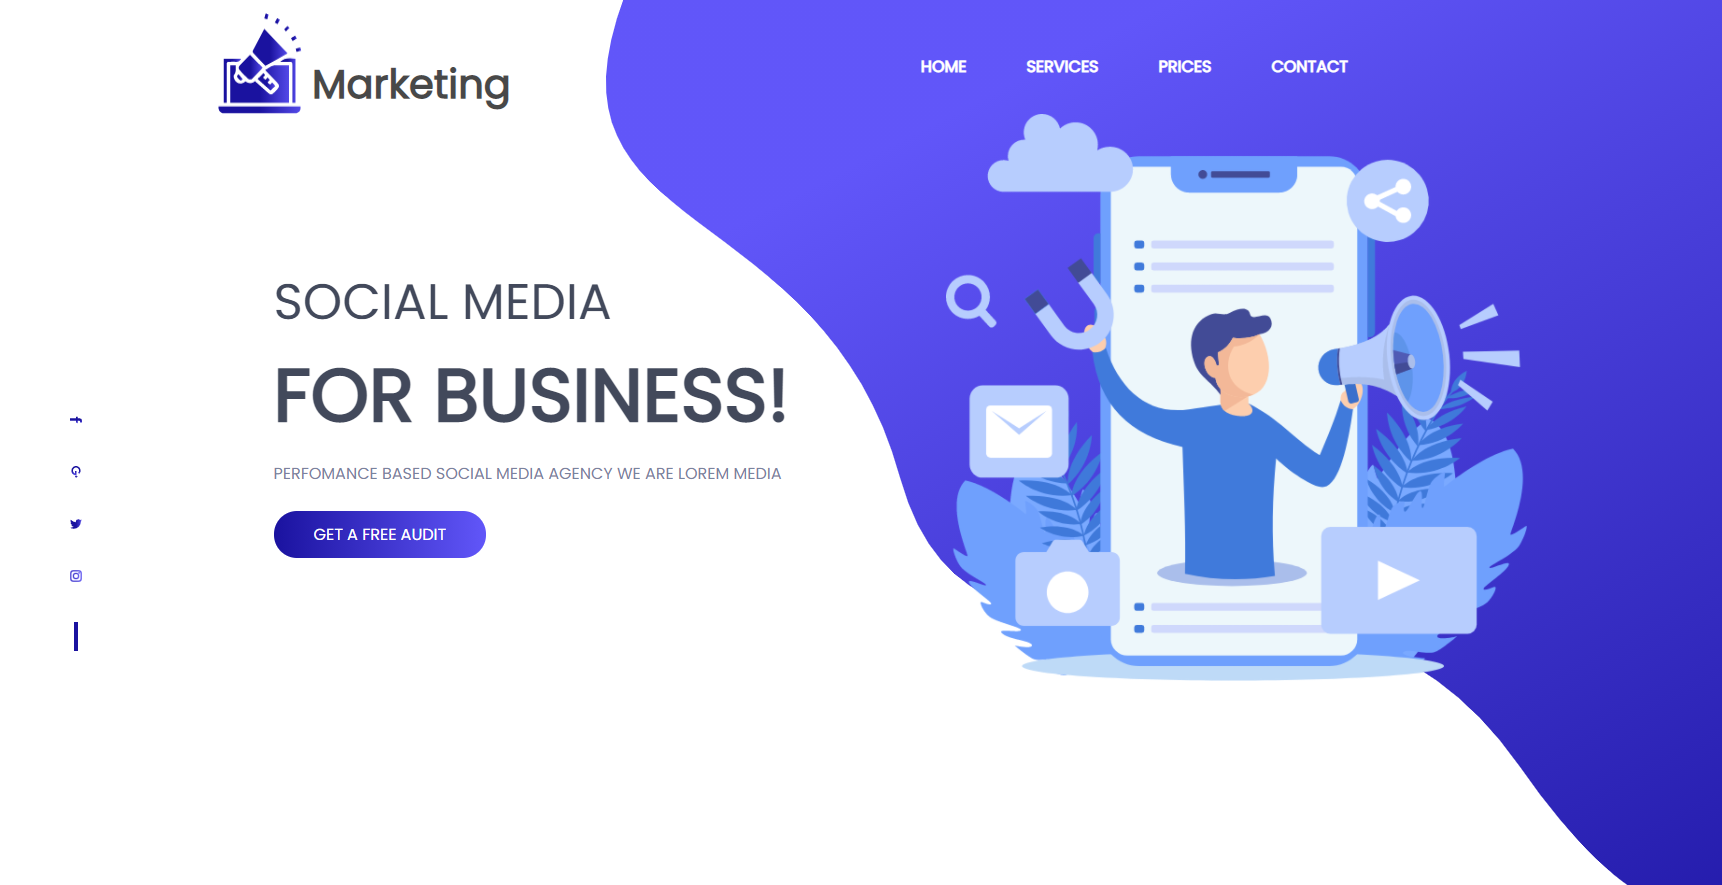 Marketing
HOME SERVICES PRICES CONTACT
SOCIAL MEDIA
FOR BUSINESS!
PERFOMANCE BASED SOCIAL MEDIA AGENCY WE ARE LOREM MEDIA
GET A FREE AUDIT